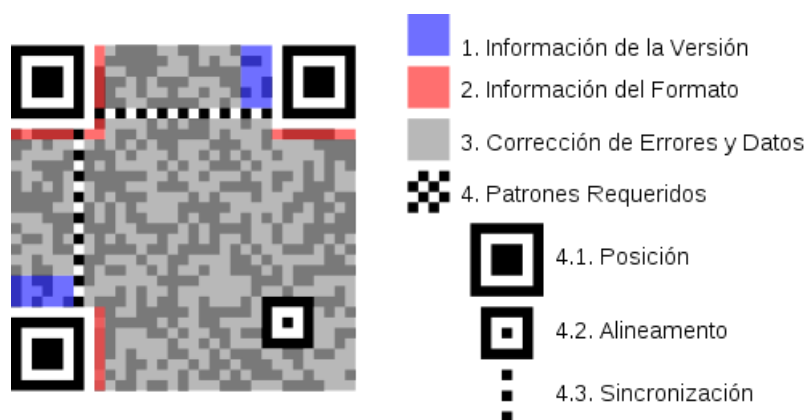 1. Información de la Versión
2. Información del Formato
3. Corrección de Errores y Datos
4. Patrones Requeridos
4.1. Posición
4.2. Alineamento
4.3. Sincronización